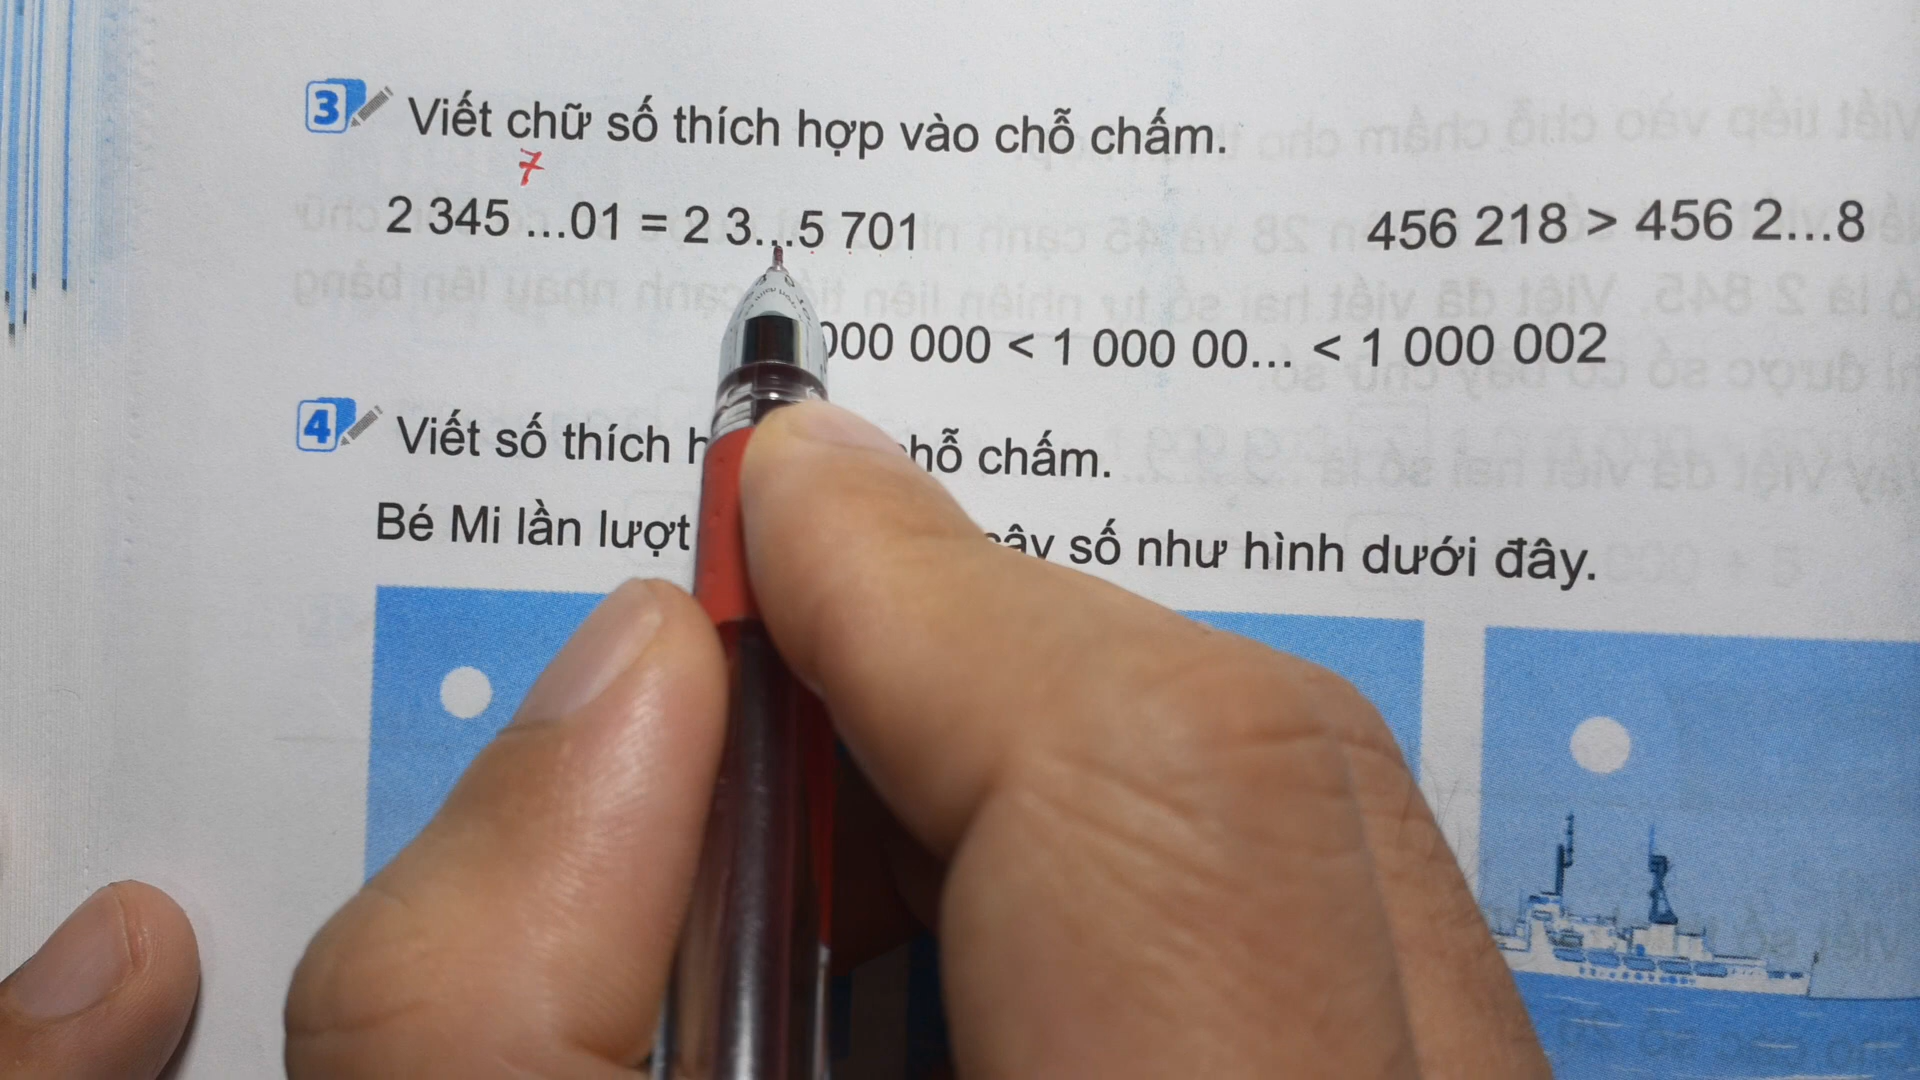 3 Viết chữ số thích hợp vào chỗ chấm.
7
2 345 ...01 = 2 3...5 701 456 218 > 456 2...8
000 000 < 1 000 00... < 1 000 002
4 Viết số thích chỗ chấm.
Bé Mi lần lượt số như hình dưới đây.